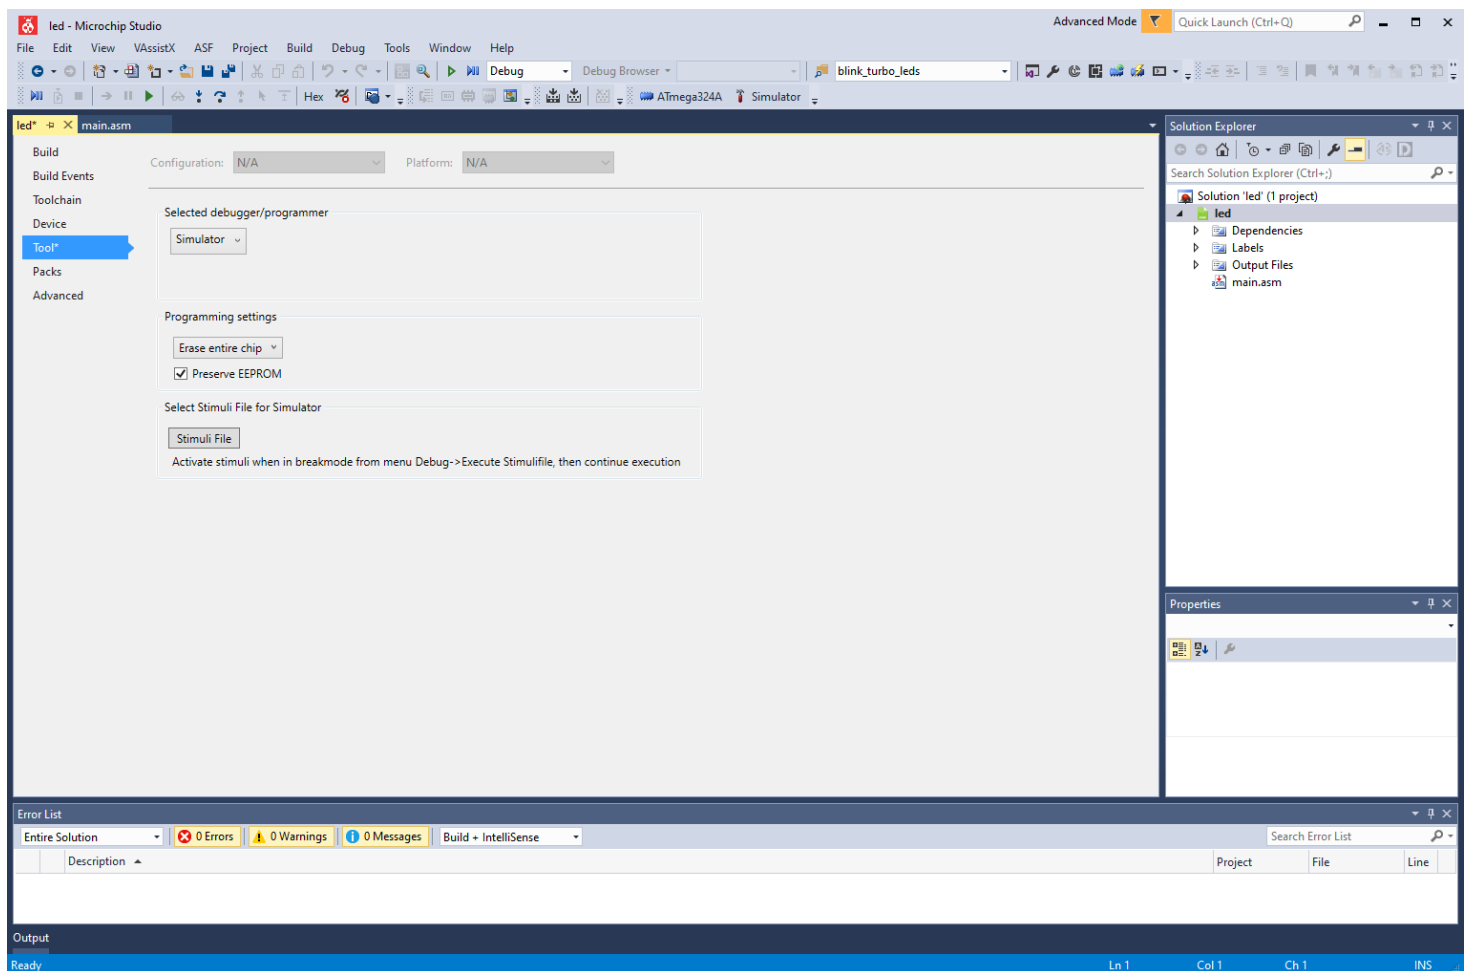 led - Microchip Studio
Advanced Mode
Quick Launch (Ctrl+Q)
File Edit View VAssistX ASF Project Build Debug Tools Window Help
Debug
Debug Browser
blink_turbo_leds
Hex
ATmega324A
Simulator
led*
main.asm
Build
Build Events
Toolchain
Device
Tool*
Packs
Advanced
Configuration: N/A
Platform: N/A
Selected debugger/programmer
Simulator
Programming settings
Erase entire chip
Preserve EEPROM
Select Stimuli File for Simulator
Stimuli File
Activate stimuli when in breakmode from menu Debug->Execute Stimulifile, then continue execution
Solution Explorer
Search Solution Explorer (Ctrl+;)
Solution 'led' (1 project)
led
Dependencies
Labels
Output Files
main.asm
Properties
Error List
Entire Solution
0 Errors
0 Warnings
0 Messages
Build + IntelliSense
Search Error List
Description
Project
File
Line
Output
Ready
Ln 1
Col 1
Ch 1
INS